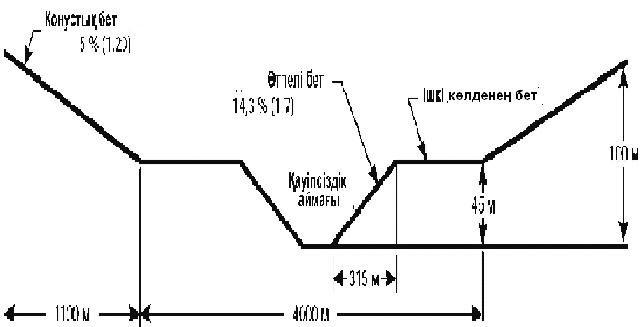 Конустық бет
5 % (1:20)
Өтпелі бет
14,3 % (1:7)
Ішкі көлденең бет
100 м
Қауіпсіздік
аймағы
45 м
315 м
1100 м
4000 м